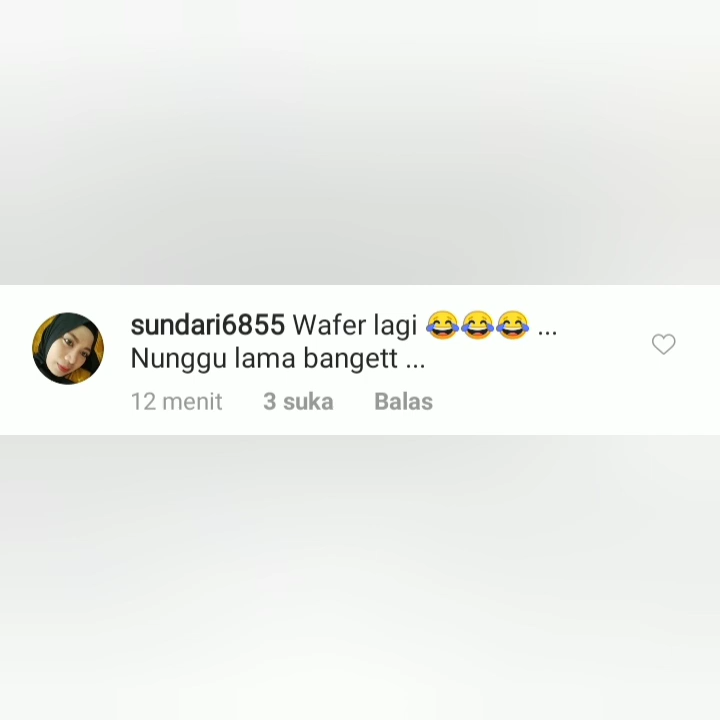 sundari6855 Wafer lagi 😂😂😂 ...
Nunggu lama bangett ...
12 menit 3 suka Balas